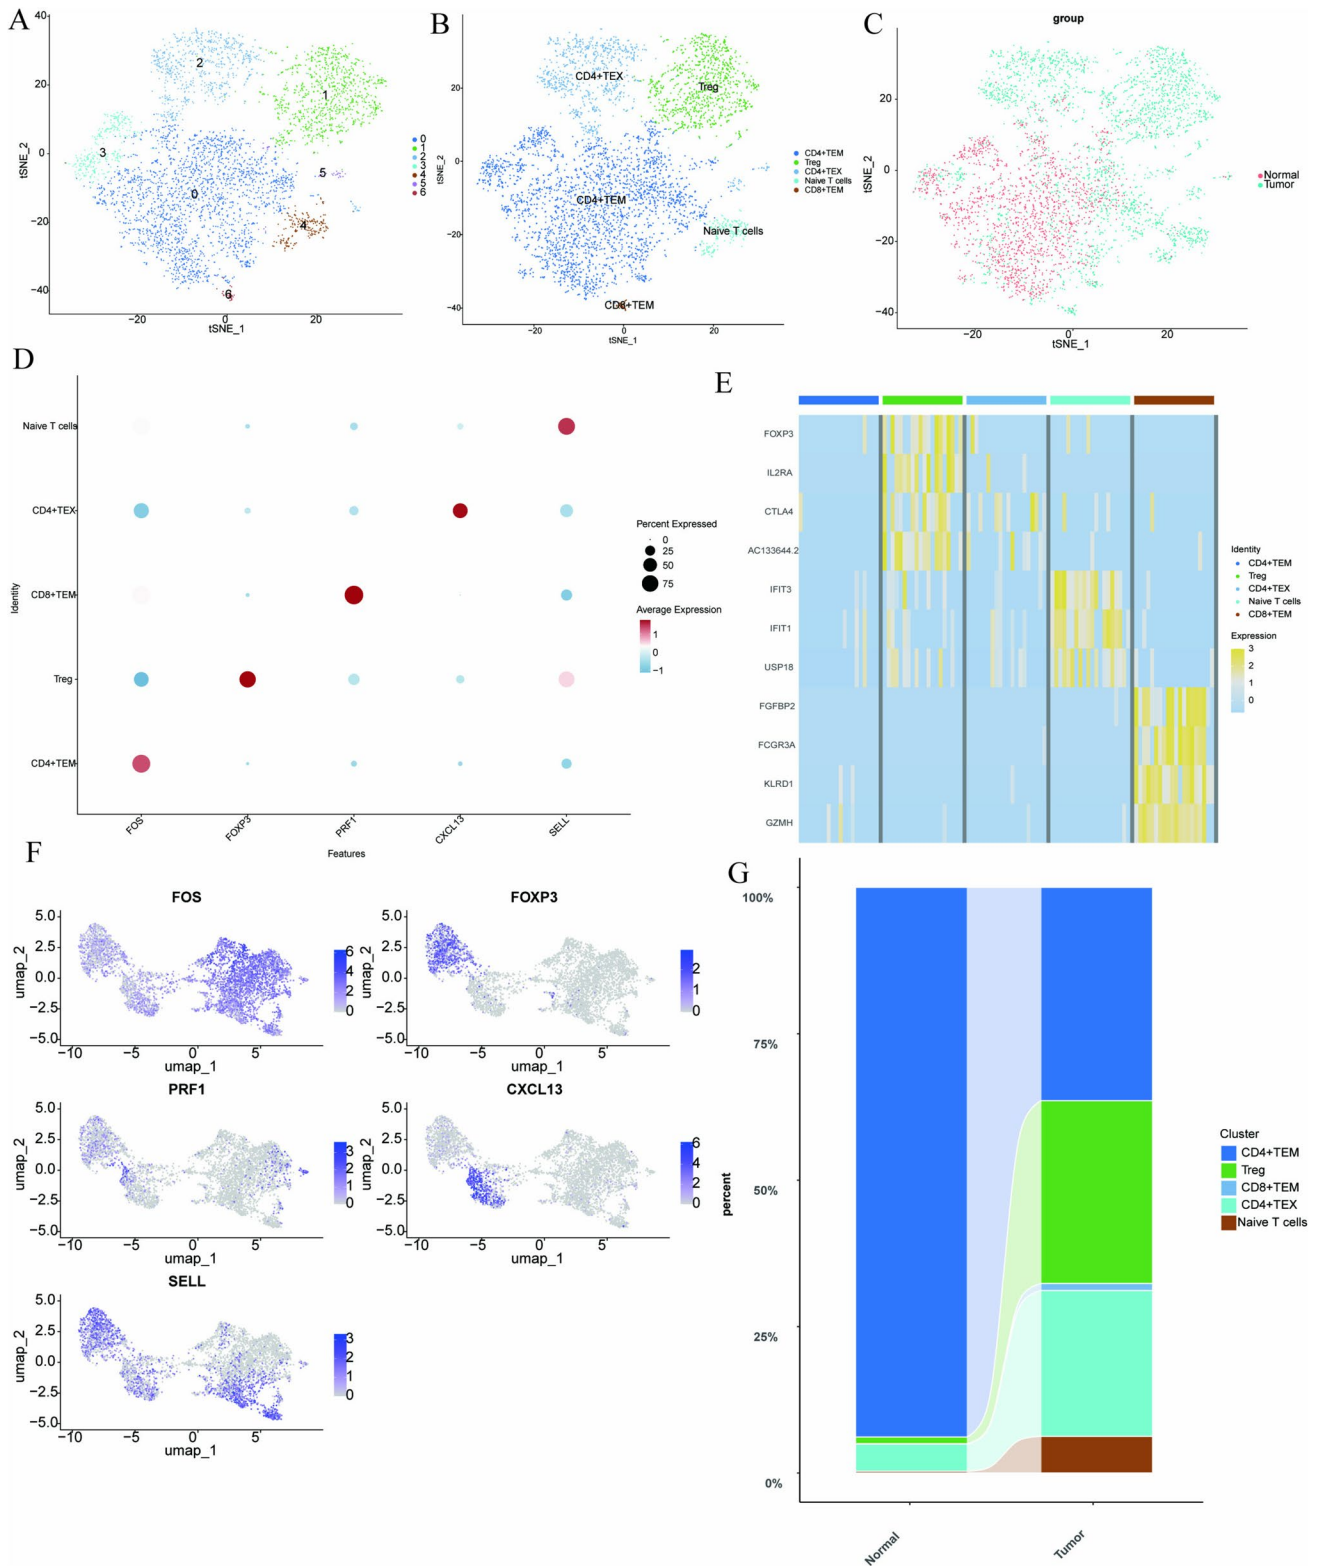 A
40
20
0
−20
−40
tSNE_2
−20
0
20
tSNE_1
2
1
3
0
5
4
6
0
1
2
3
4
5
6
B
20
0
−20
−40
tSNE_2
−20
0
20
tSNE_1
CD4+TEX
Treg
CD4+TEM
Naive T cells
CD8+TEM
CD4+TEM
Treg
CD4+TEX
Naive T cells
CD8+TEM
C
group
20
0
−20
−40
tSNE_2
−20
0
20
tSNE_1
Normal
Tumor
D
Identity
Naive T cells
CD4+TEX
CD8+TEM
Treg
CD4+TEM
FOS
FOXP3
PRF1
CXCL13
SELL
Features
Percent Expressed
0
25
50
75
Average Expression
1
0
−1
E
FOXP3
IL2RA
CTLA4
AC133644.2
IFIT3
IFIT1
USP18
FGFBP2
FCGR3A
KLRD1
GZMH
Identity
CD4+TEM
Treg
CD4+TEX
Naive T cells
CD8+TEM
Expression
3
2
1
0
F
FOS
5.0
2.5
0.0
−2.5
−5.0
umap_2
−10
−5
0
5
umap_1
6
4
2
0
FOXP3
5.0
2.5
0.0
−2.5
−5.0
umap_2
−10
−5
0
5
umap_1
2
1
0
PRF1
5.0
2.5
0.0
−2.5
−5.0
umap_2
−10
−5
0
5
umap_1
3
2
1
0
CXCL13
5.0
2.5
0.0
−2.5
−5.0
umap_2
−10
−5
0
5
umap_1
6
4
2
0
SELL
5.0
2.5
0.0
−2.5
−5.0
umap_2
−10
−5
0
5
umap_1
3
2
1
0
G
100%
75%
50%
25%
0%
percent
Normal
Tumor
Cluster
CD4+TEM
Treg
CD8+TEM
CD4+TEX
Naive T cells